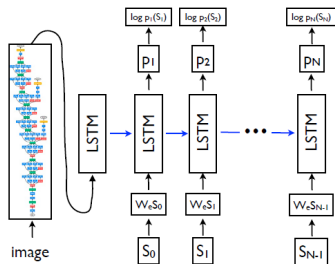 log p1(S1) log p2(S2) log pN(SN)
p1 p2 pN
LSTM LSTM LSTM LSTM
WeS0 WeS1 WeSN-1
image S0 S1 SN-1